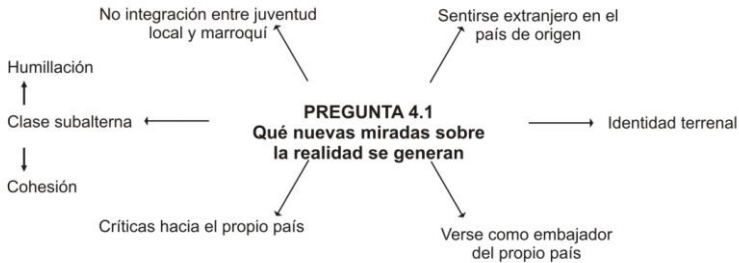 No integración entre juventud
local y marroquí
Sentirse extranjero en el
país de origen
Humillación
Clase subalterna
Cohesión
PREGUNTA 4.1
Qué nuevas miradas sobre
la realidad se generan
Identidad terrenal
Críticas hacia el propio país
Verse como embajador
del propio país